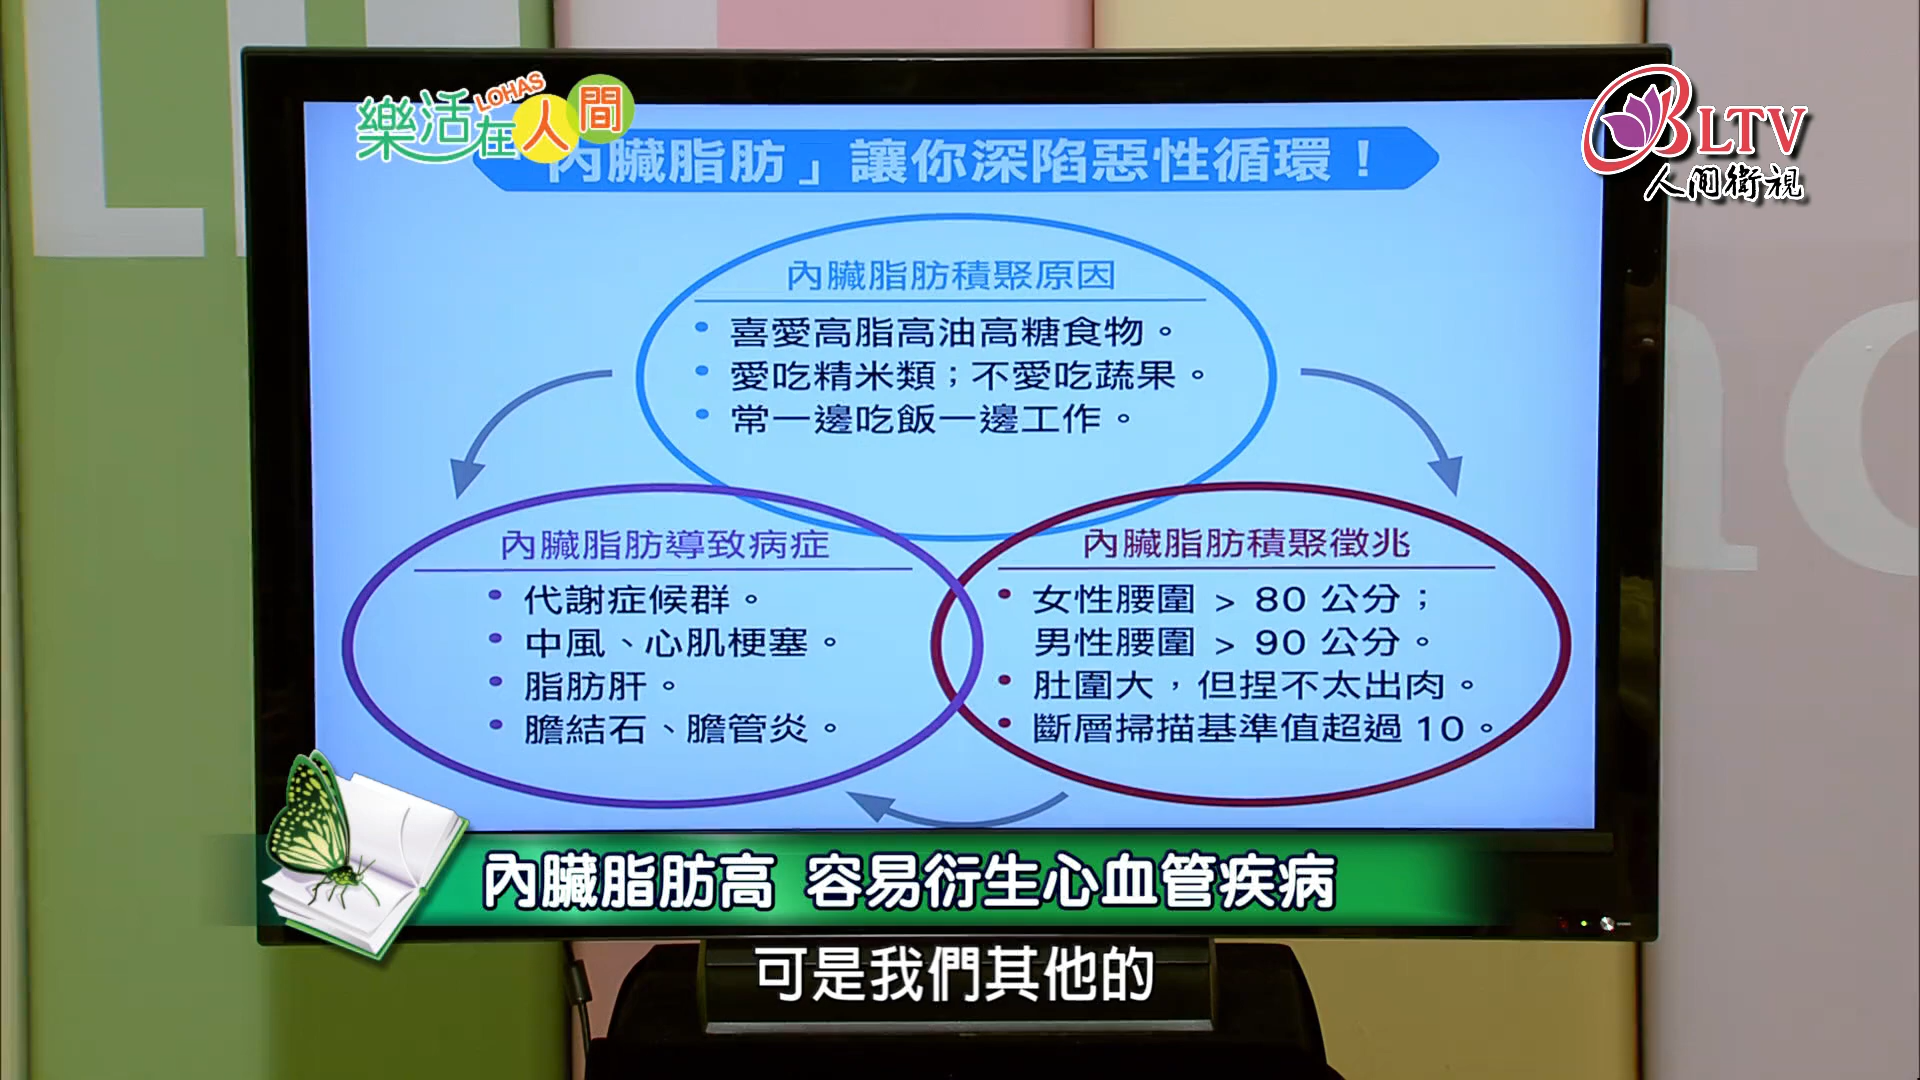 樂活在人間
LOHAS
BLTV
人間衛視
內臟脂肪」讓你深陷惡性循環！
內臟脂肪積聚原因
• 喜愛高脂高油高糖食物。
• 愛吃精米類；不愛吃蔬果。
• 常一邊吃飯一邊工作。
內臟脂肪導致病症
• 代謝症候群。
• 中風、心肌梗塞。
• 脂肪肝。
• 膽結石、膽管炎。
內臟脂肪積聚徵兆
• 女性腰圍 > 80 公分；
男性腰圍 > 90 公分。
• 肚圍大，但捏不太出肉。
• 斷層掃描基準值超過 10。
內臟脂肪高 容易衍生心血管疾病
可是我們其他的